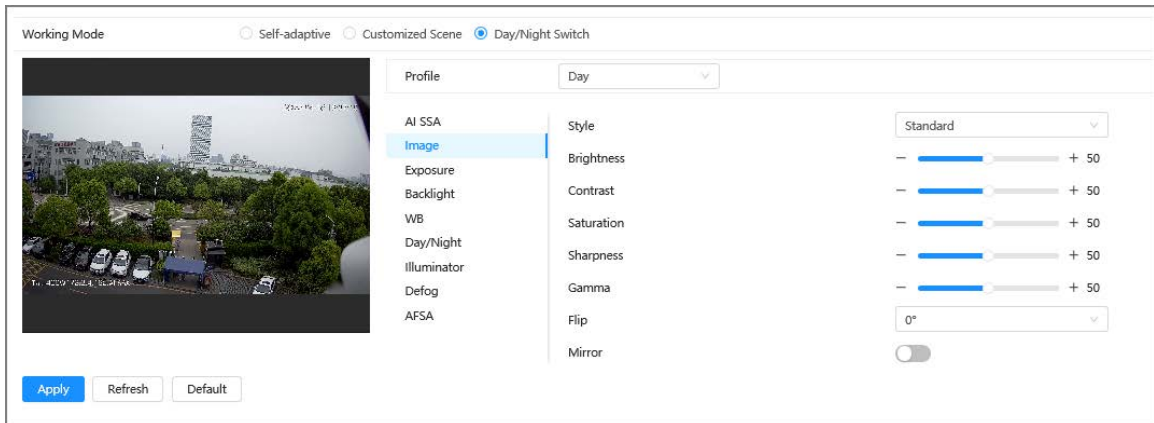 Working Mode Self-adaptive Customized Scene Day/Night Switch
Profile Day
AI SSA
Image
Exposure
Backlight
WB
Day/Night
Illuminator
Defog
AFSA
Style Standard
Brightness − + 50
Contrast − + 50
Saturation − + 50
Sharpness − + 50
Gamma − + 50
Flip 0°
Mirror
Apply Refresh Default